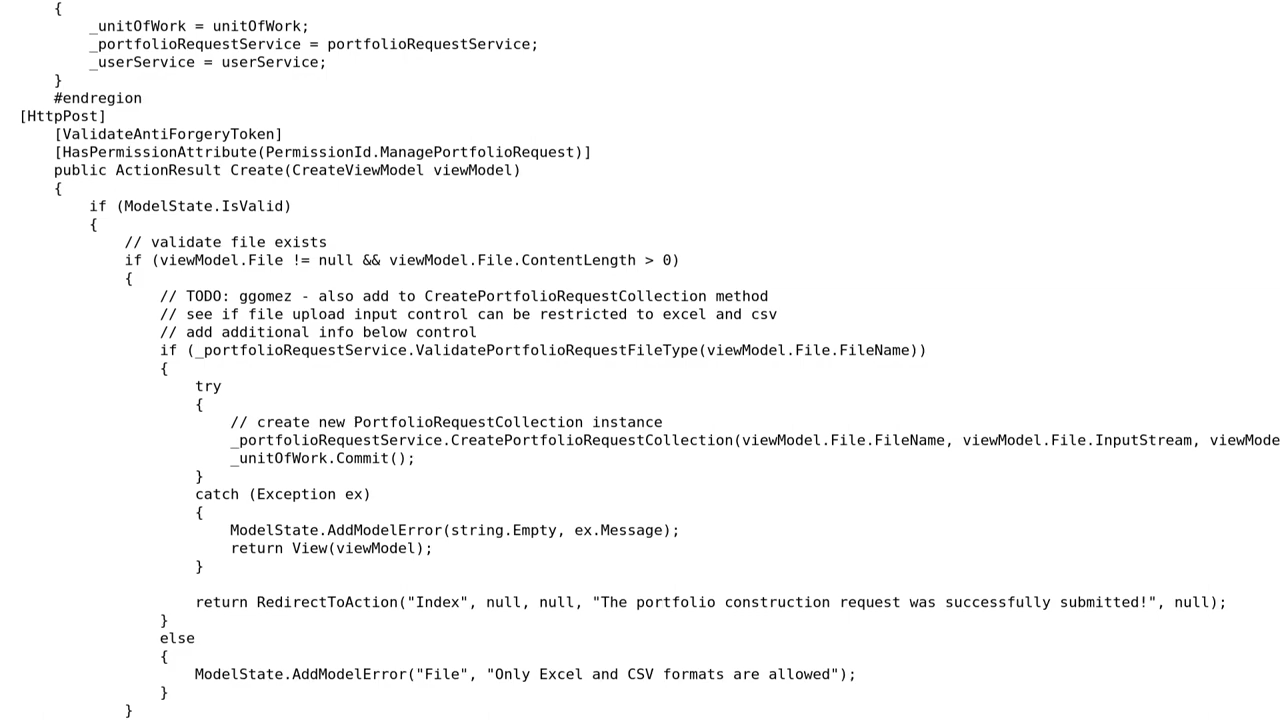 {
_unitOfWork = unitOfWork;
_portfolioRequestService = portfolioRequestService;
_userService = userService;
}
#endregion
[HttpPost]
[ValidateAntiForgeryToken]
[HasPermissionAttribute(PermissionId.ManagePortfolioRequest)]
public ActionResult Create(CreateViewModel viewModel)
{
if (ModelState.IsValid)
{
// validate file exists
if (viewModel.File != null && viewModel.File.ContentLength > 0)
{
// TODO: ggomez - also add to CreatePortfolioRequestCollection method
// see if file upload input control can be restricted to excel and csv
// add additional info below control
if (_portfolioRequestService.ValidatePortfolioRequestFileType(viewModel.File.FileName))
{
try
{
// create new PortfolioRequestCollection instance
_portfolioRequestService.CreatePortfolioRequestCollection(viewModel.File.FileName, viewModel.File.InputStream, viewMode
_unitOfWork.Commit();
}
catch (Exception ex)
{
ModelState.AddModelError(string.Empty, ex.Message);
return View(viewModel);
}
return RedirectToAction("Index", null, null, "The portfolio construction request was successfully submitted!", null);
}
else
{
ModelState.AddModelError("File", "Only Excel and CSV formats are allowed");
}
}